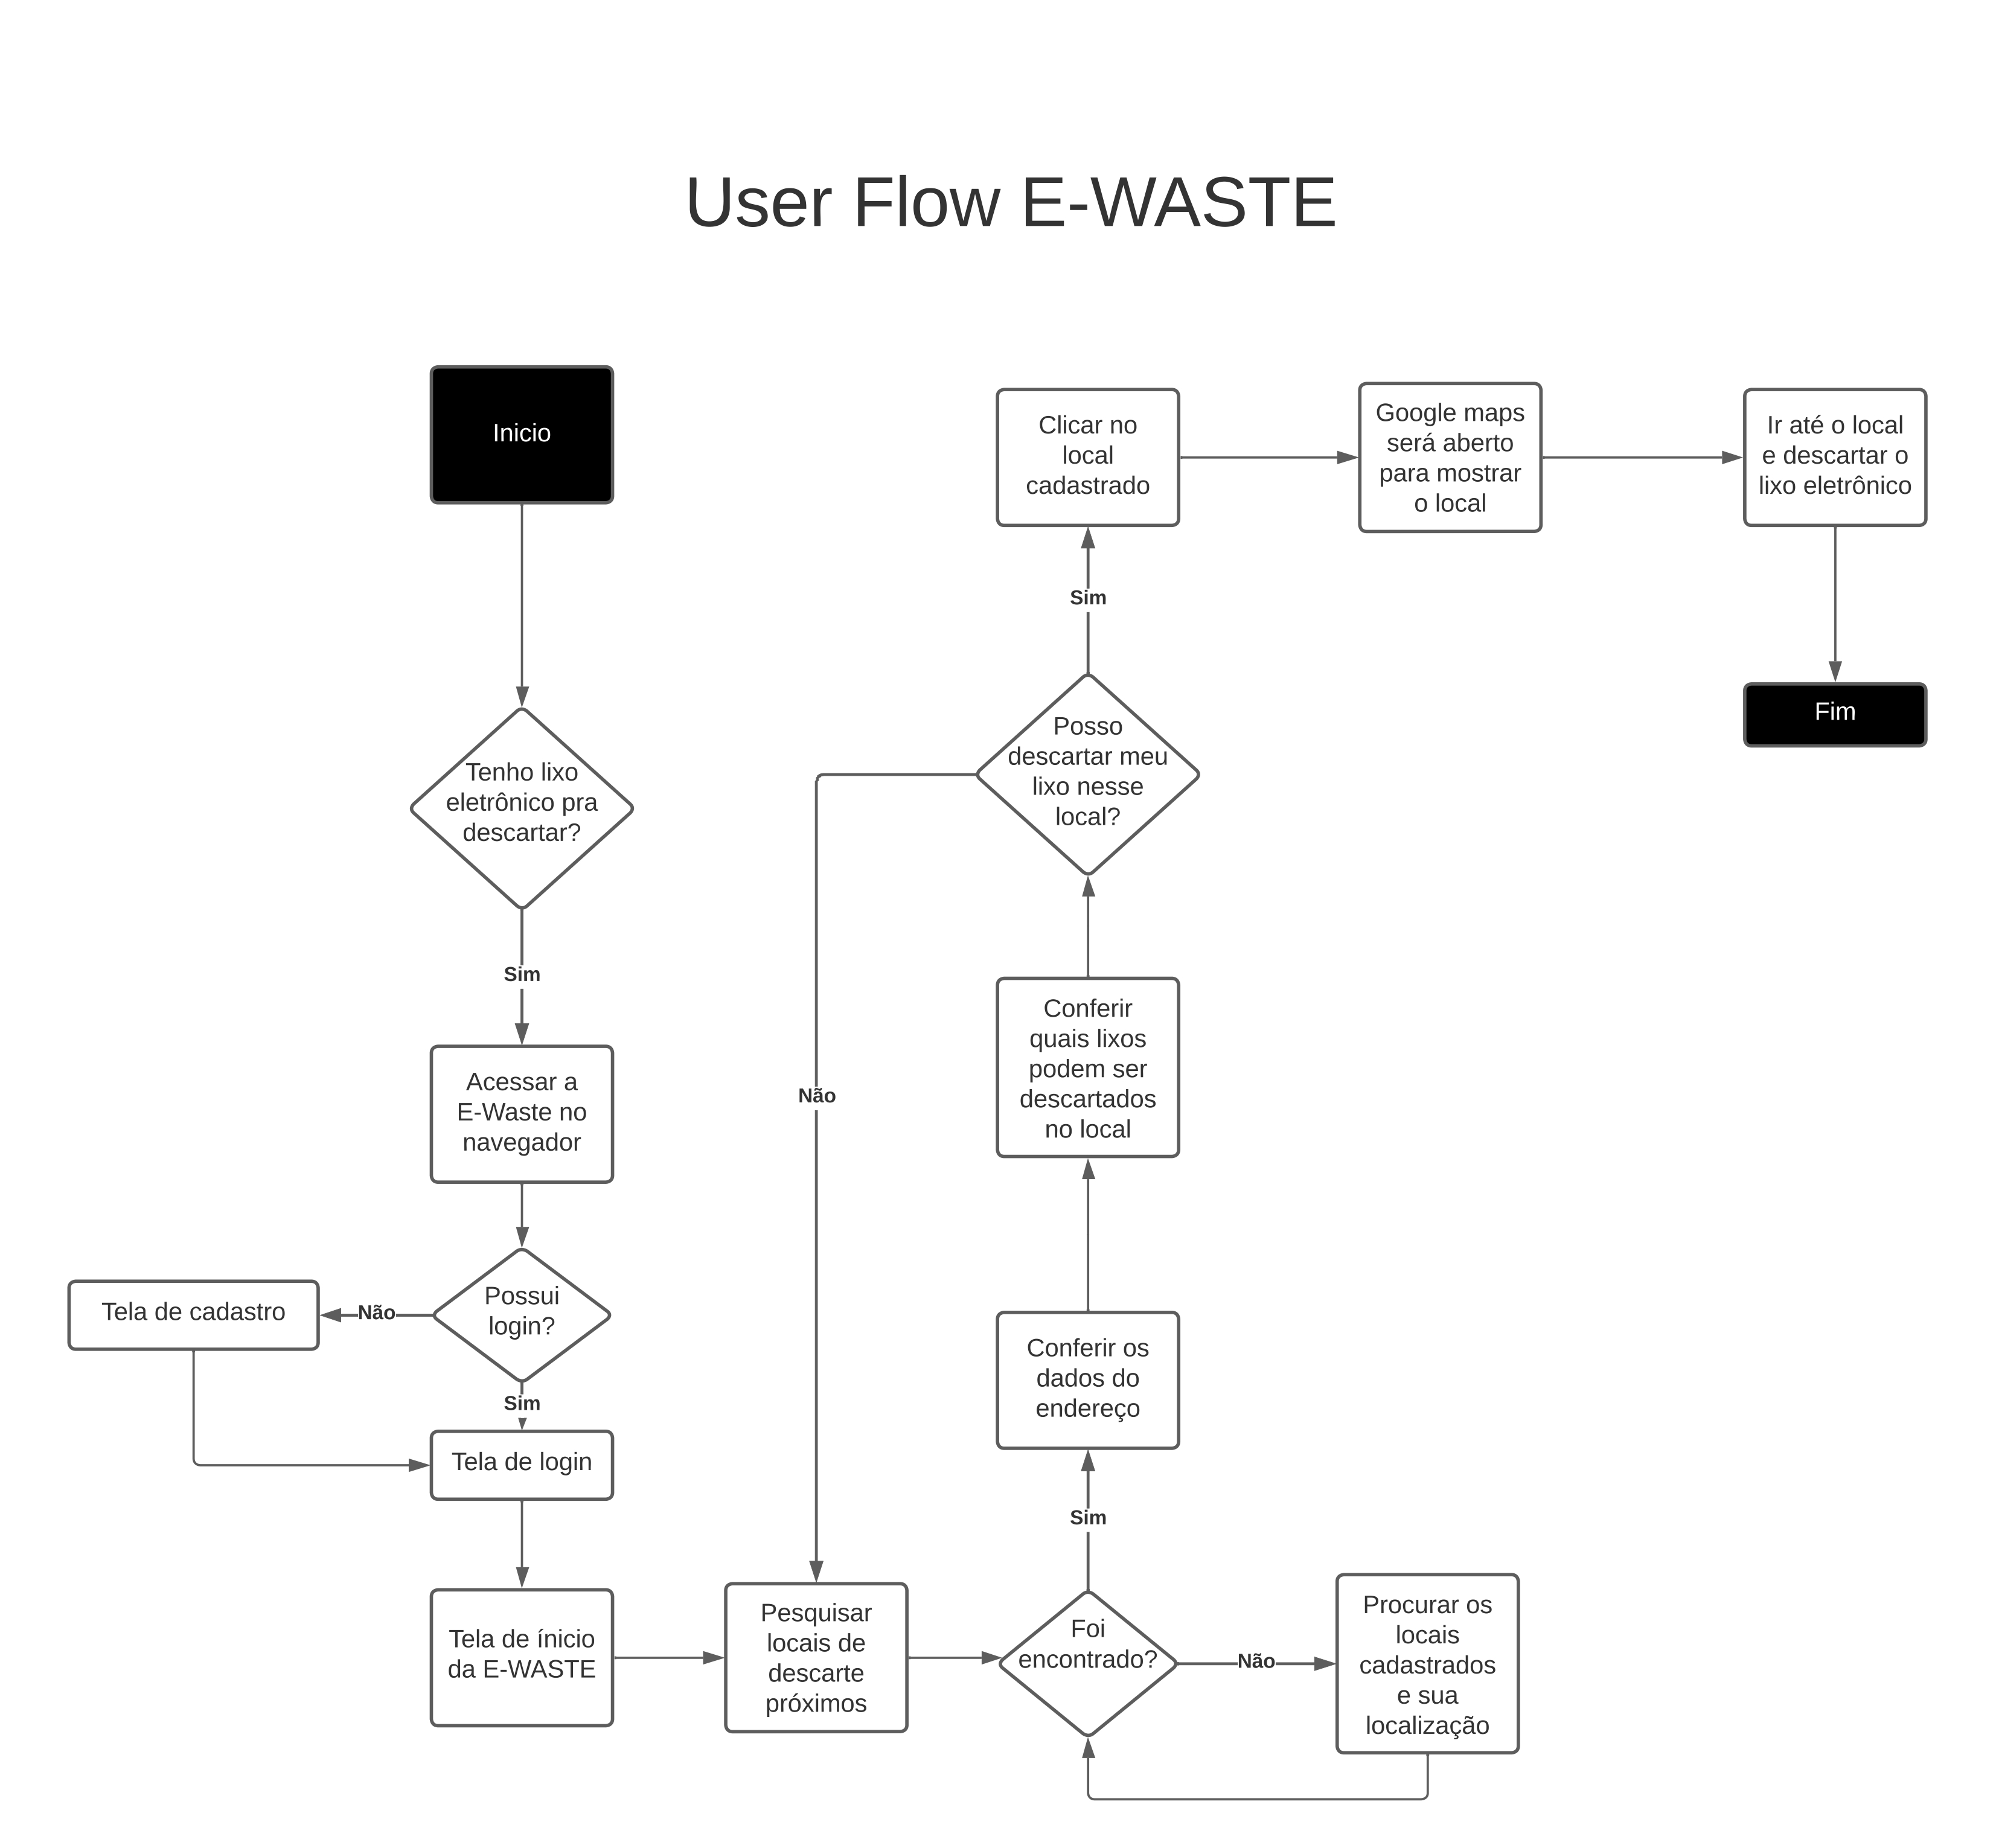 User Flow E-WASTE
Inicio
Tenho lixo
eletrônico pra
descartar?
Sim
Acessar a
E-Waste no
navegador
Possui
login?
Não
Tela de cadastro
Sim
Tela de login
Tela de ínicio
da E-WASTE
Pesquisar
locais de
descarte
próximos
Foi
encontrado?
Não
Procurar os
locais
cadastrados
e sua
localização
Sim
Conferir os
dados do
endereço
Conferir
quais lixos
podem ser
descartados
no local
Posso
descartar meu
lixo nesse
local?
Não
Sim
Clicar no
local
cadastrado
Google maps
será aberto
para mostrar
o local
Ir até o local
e descartar o
lixo eletrônico
Fim